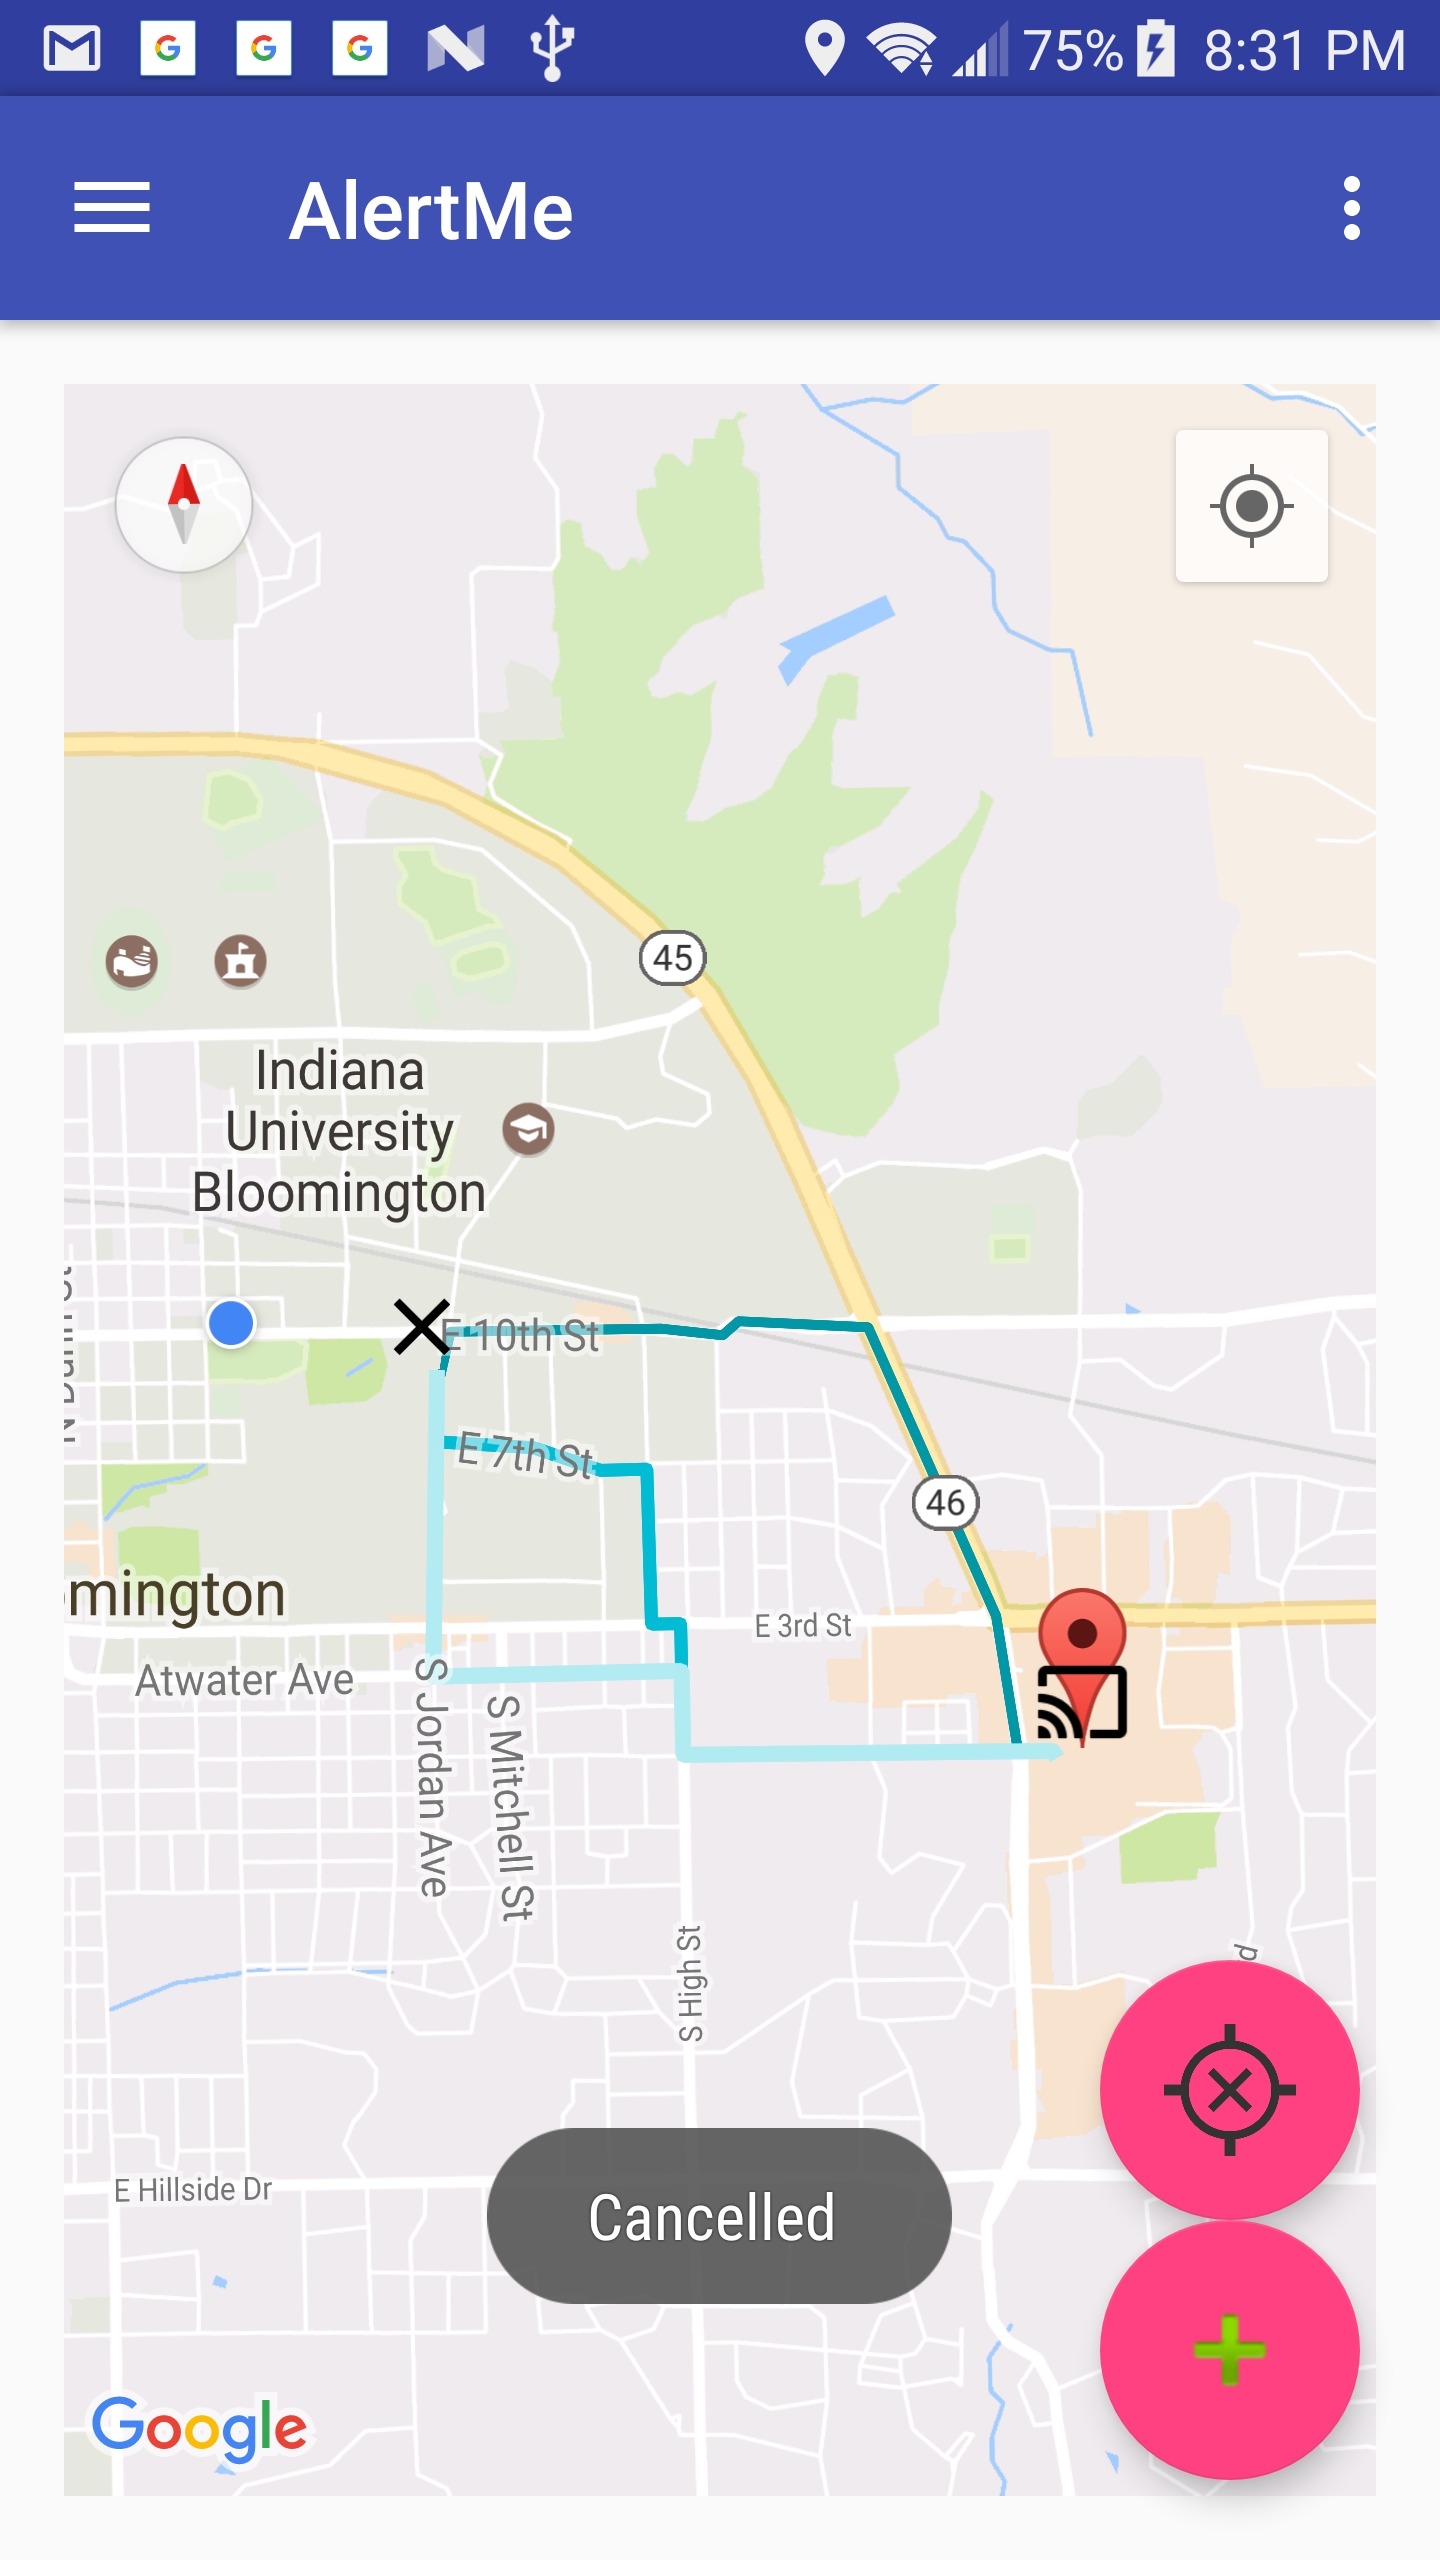 75% 8:31 PM
AlertMe
45
Indiana
University
Bloomington
E 10th St
E 7th St
46
omington
E 3rd St
Atwater Ave
S Jordan Ave
S Mitchell St
S High St
E Hillside Dr
Cancelled
Google